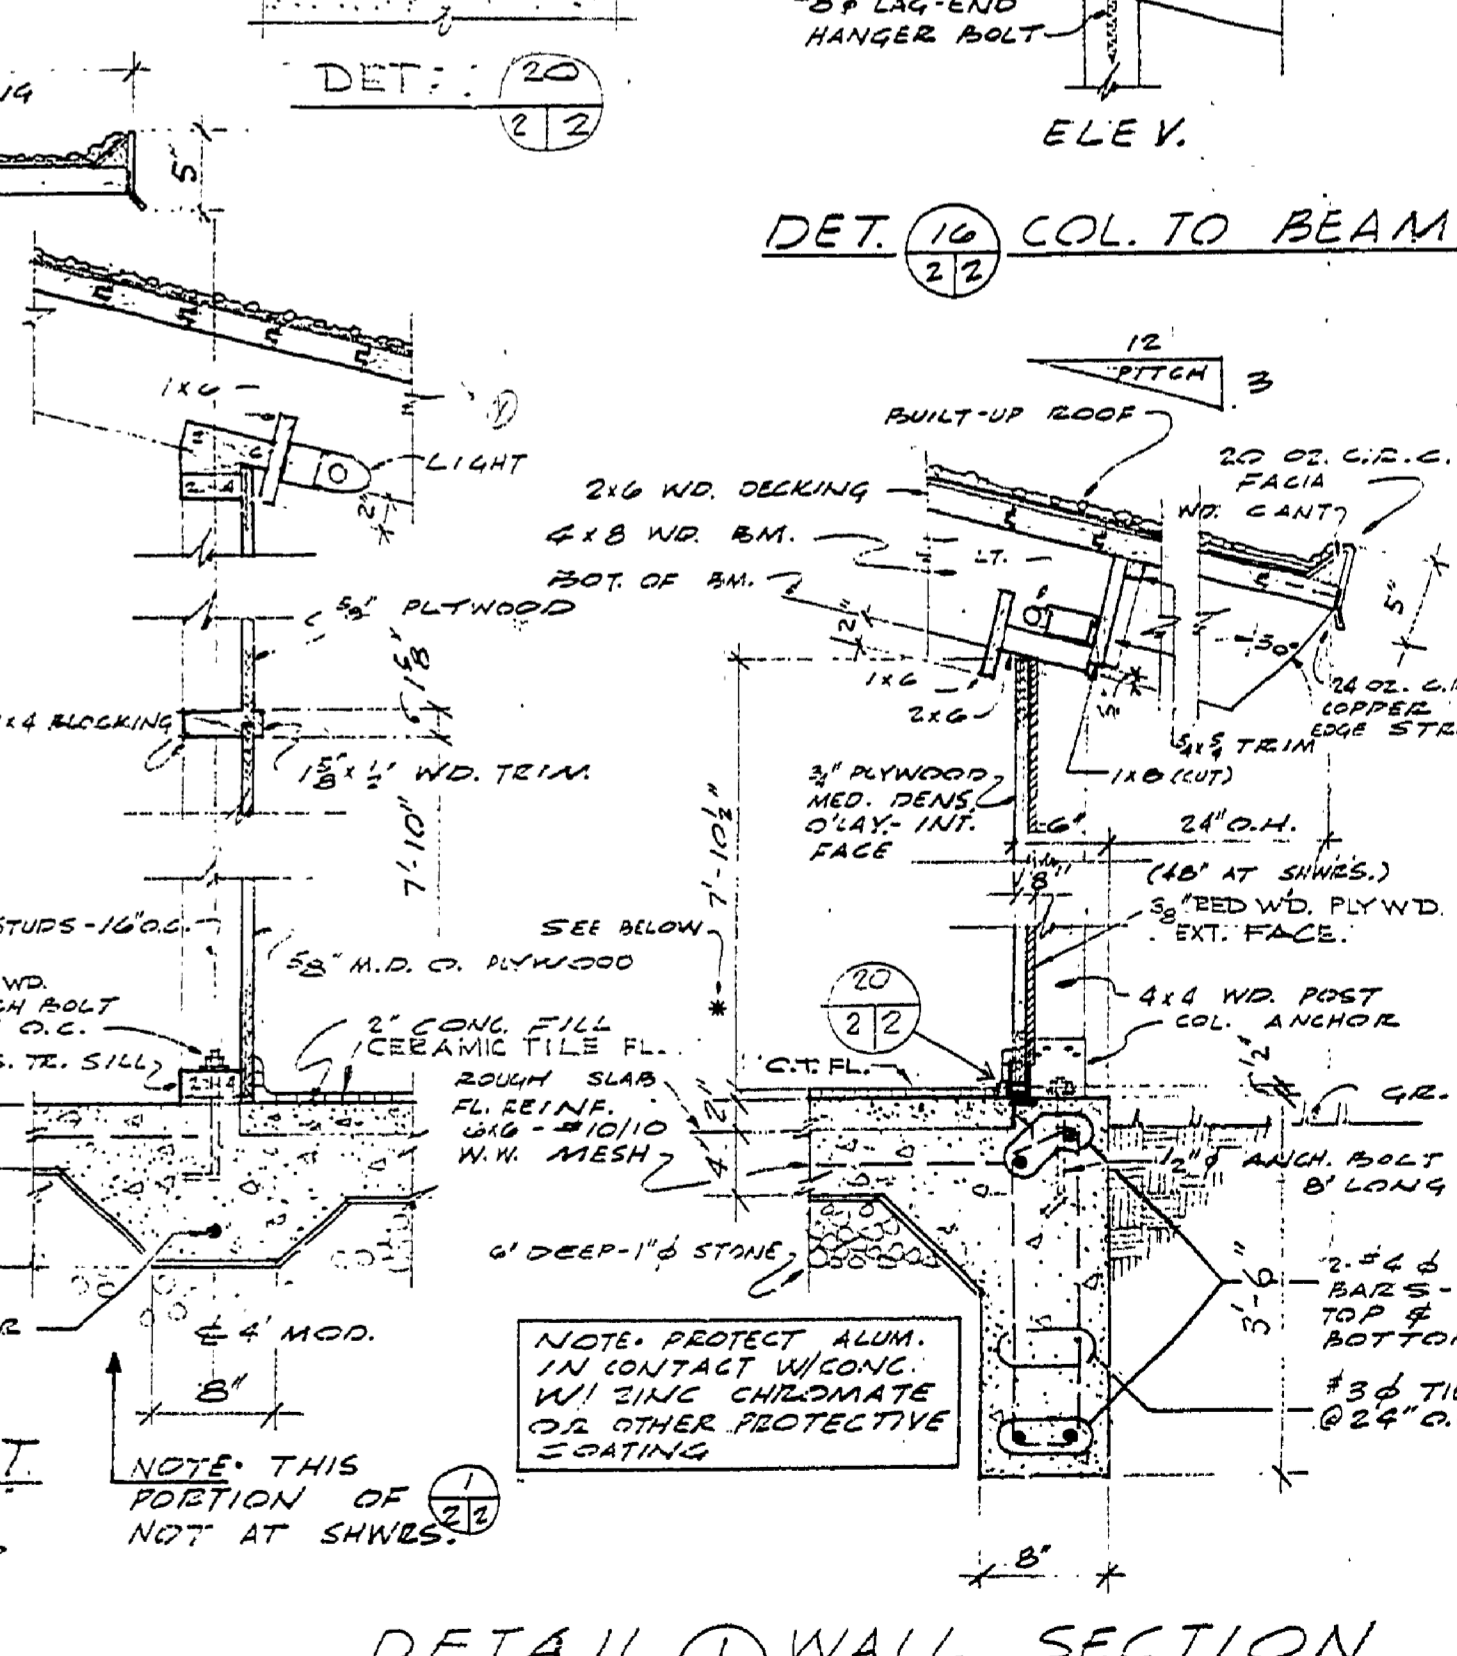 LAG-END
HANGER BOLT
ELEV.
DET. 20
2 2
5"
DET. 16 COL. TO BEAM
2 2
12
PITCH
3
BUILT-UP ROOF
20 OZ. C.R.C.
FACIA
WD. CANT
2x6 WD. DECKING
4x8 WD. BM.
BOT. OF BM.
LT.
2"
1x6
2x6
5"
30°
24 OZ.
COPPER
EDGE
5/4 x 5/4 TRIM
1x8 (CUT)
1x6
LIGHT
2-4
2"
5/8" PLYWOOD
1 5/8"
x4 BLOCKING
1 5/8" x 1/2" WD. TRIM
7'-10"
3/4" PLYWOOD
MED. DENS.
O'LAY.- INT.
FACE
6"
24" O.H.
(48" AT SHWRS.)
8"
3/8" RED W'D. PLYW'D.
EXT. FACE.
7'-10 1/2"
SEE BELOW
*
STUDS-16" O.C.
5/8" M.D.O. PLYWOOD
WD.
BOLT
O.C.
TR. SILL
2-4
2" CONC. FILL
CERAMIC TILE FL.
20
2 2
4x4 WD. POST
COL. ANCHOR
C.T. FL.
ROUGH SLAB
FL. REINF.
6x6 - #10/10
W.W. MESH
2"
4"
1/2"
GR.
1/2" φ ANCH. BOLT
8" LONG
6" DEEP-1" φ STONE
3'-6"
2-#4 φ
BARS-
TOP &
#3 φ
@ 24"
℄ 4' MOD.
8"
NOTE. PROTECT ALUM.
IN CONTACT W/CONC.
W/ ZINC CHROMATE
OR OTHER PROTECTIVE
COATING
NOTE. THIS
PORTION OF 1
2 2
NOT AT SHWRS.
8"
DETAIL 1 WALL SECTION